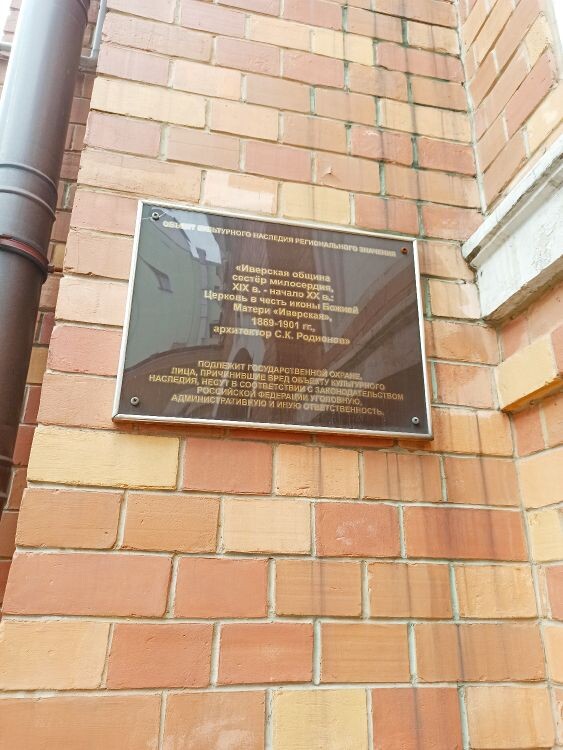 ОБЪЕКТ КУЛЬТУРНОГО НАСЛЕДИЯ РЕГИОНАЛЬНОГО ЗНАЧЕНИЯ
«Иверская община
сестёр милосердия,
XIX в. - начало XX в.:
Церковь в честь иконы Божией
Матери «Иверская»,
1869-1901 гг.,
архитектор С.К. Родионов»
ПОДЛЕЖИТ ГОСУДАРСТВЕННОЙ ОХРАНЕ.
ЛИЦА, ПРИЧИНИВШИЕ ВРЕД ОБЪЕКТУ КУЛЬТУРНОГО
НАСЛЕДИЯ, НЕСУТ В СООТВЕТСТВИИ С ЗАКОНОДАТЕЛЬСТВОМ
РОССИЙСКОЙ ФЕДЕРАЦИИ УГОЛОВНУЮ,
АДМИНИСТРАТИВНУЮ И ИНУЮ ОТВЕТСТВЕННОСТЬ.